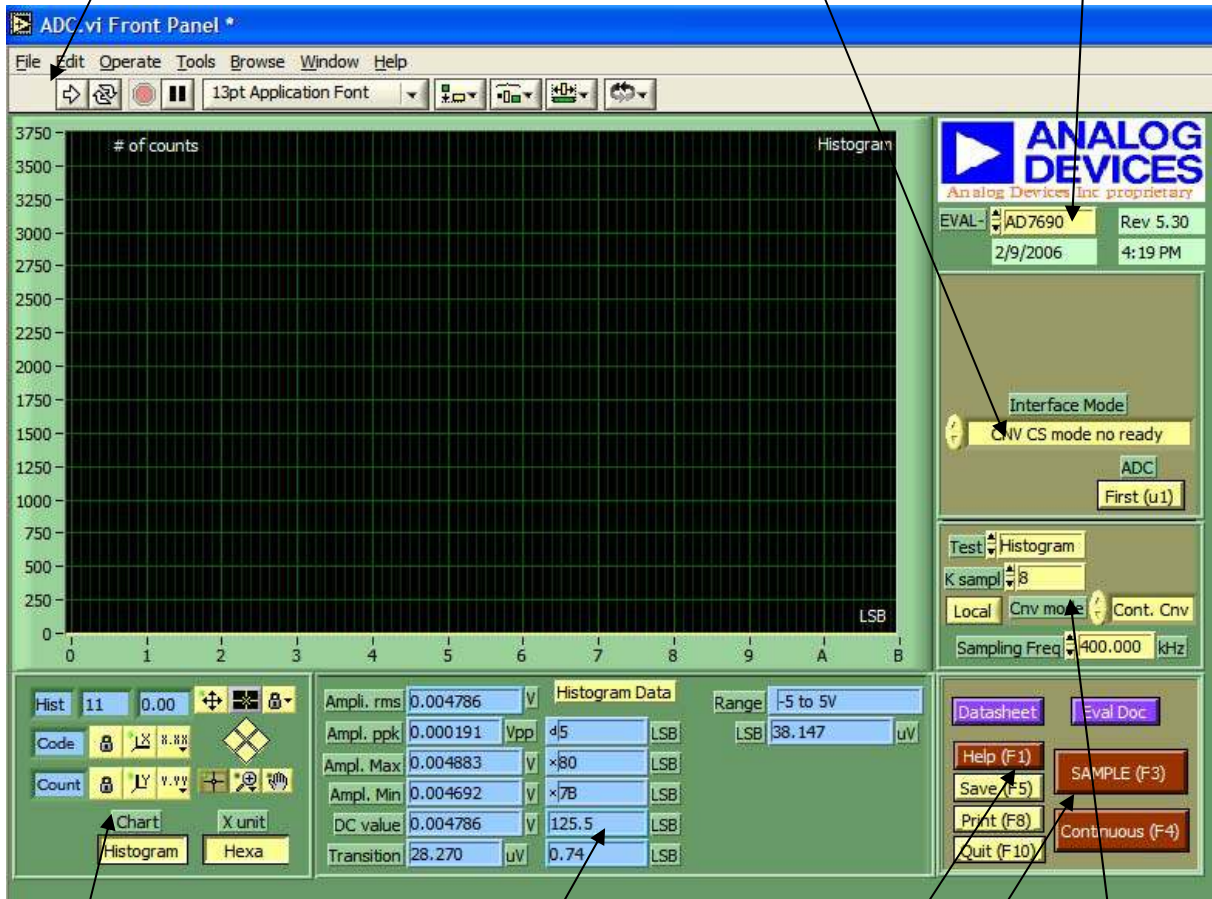 ADC.vi Front Panel *
File Edit Operate Tools Browse Window Help
13pt Application Font
3750
3500
3250
3000
2750
2500
2250
2000
1750
1500
1250
1000
750
500
250
0
# of counts
Histogram
LSB
0 1 2 3 4 5 6 7 8 9 A B
ANALOG
DEVICES
Analog Devices Inc proprietary
EVAL- AD7690 Rev 5.30
2/9/2006 4:19 PM
Interface Mode
CNV CS mode no ready
ADC
First (u1)
Test Histogram
K sampl 8
Local Cnv mode Cont. Cnv
Sampling Freq 400.000 kHz
Hist 11 0.00
Code X X.XX
Count Y Y.YY
Chart X unit
Histogram Hexa
Ampli. rms 0.004786 V Histogram Data
Ampl. ppk 0.000191 Vpp d5 LSB
Ampl. Max 0.004883 V x80 LSB
Ampl. Min 0.004692 V x7B LSB
DC value 0.004786 V 125.5 LSB
Transition 28.270 uV 0.74 LSB
Range -5 to 5V
LSB 38.147 uV
Datasheet Eval Doc
Help (F1)
Save (F5)
Print (F8)
Quit (F10)
SAMPLE (F3)
Continuous (F4)